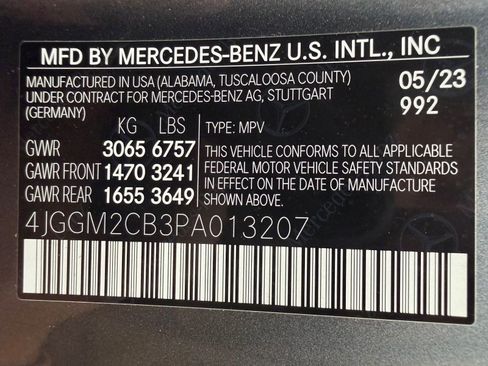 MFD BY MERCEDES-BENZ U.S. INTL., INC
MANUFACTURED IN USA (ALABAMA, TUSCALOOSA COUNTY) 05/23
UNDER CONTRACT FOR MERCEDES-BENZ AG, STUTTGART 992
(GERMANY)
KG LBS TYPE: MPV
GVWR 3065 6757 THIS VEHICLE CONFORMS TO ALL APPLICABLE
GAWR FRONT 1470 3241 FEDERAL MOTOR VEHICLE SAFETY STANDARDS
GAWR REAR 1655 3649 IN EFFECT ON THE DATE OF MANUFACTURE
4JGGM2CB3PA013207